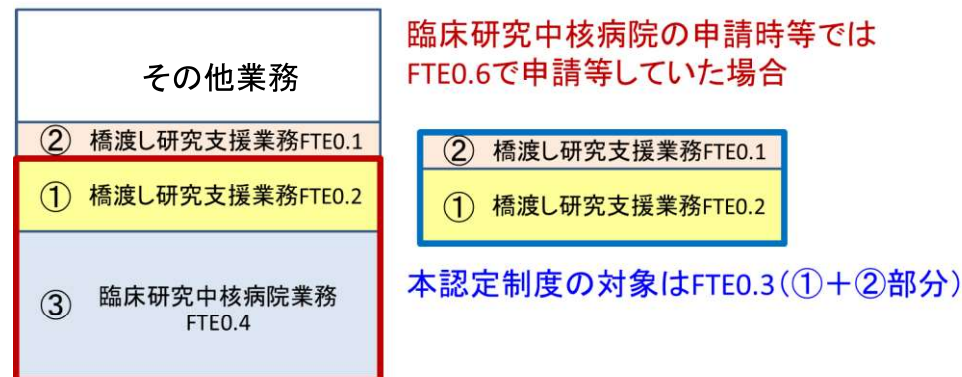 その他業務
② 橋渡し研究支援業務FTE0.1
① 橋渡し研究支援業務FTE0.2
③ 臨床研究中核病院業務
FTE0.4
臨床研究中核病院の申請時等では
FTE0.6で申請等していた場合
② 橋渡し研究支援業務FTE0.1
① 橋渡し研究支援業務FTE0.2
本認定制度の対象はFTE0.3(①+②部分)